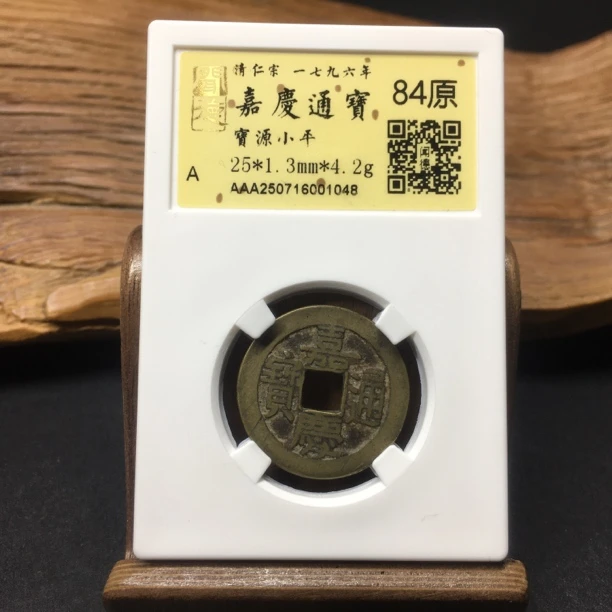 清仁宗 一七九六年
嘉慶通寶
84原
寶源小平
A
25*1.3mm*4.2g
AAA250716001048
嘉慶通寶